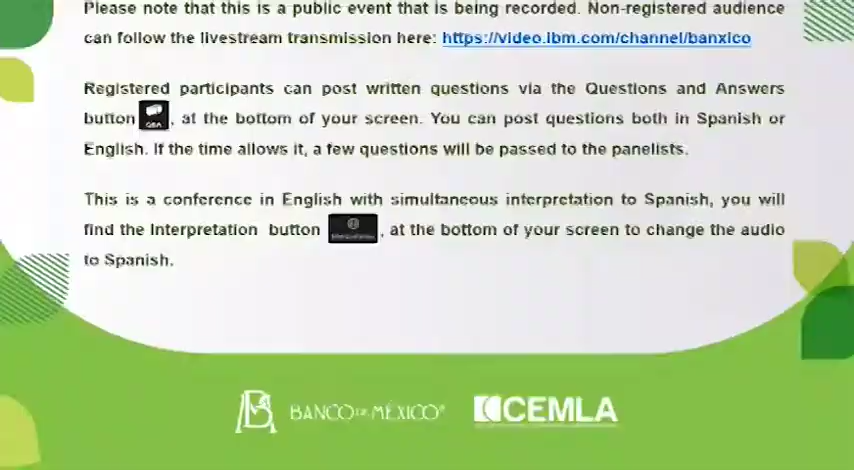 Please note that this is a public event that is being recorded. Non-registered audience
can follow the livestream transmission here: https://video.ibm.com/channel/banxico
Registered participants can post written questions via the Questions and Answers
button Q&A, at the bottom of your screen. You can post questions both in Spanish or
English. If the time allows it, a few questions will be passed to the panelists.
This is a conference in English with simultaneous interpretation to Spanish, you will
find the Interpretation button , at the bottom of your screen to change the audio
to Spanish.
BANCO DE MÉXICO CEMLA